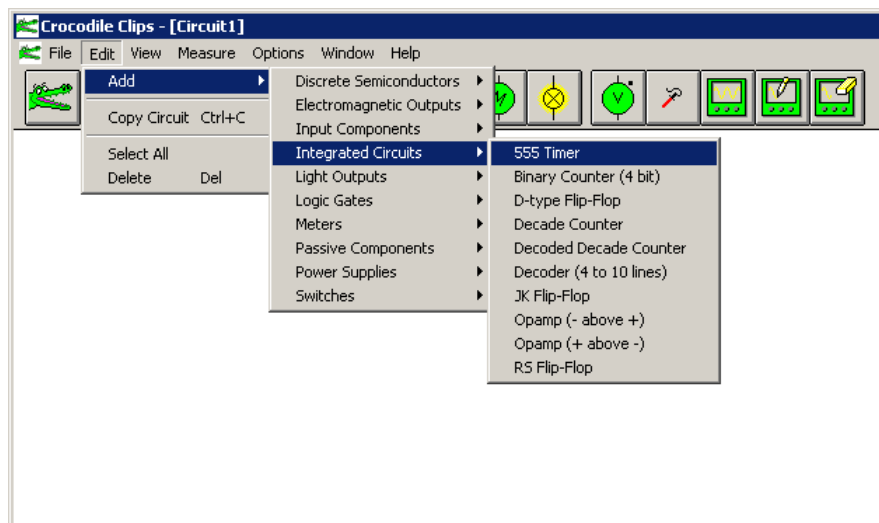 Crocodile Clips - [Circuit1]
File Edit View Measure Options Window Help
Add
Copy Circuit Ctrl+C
Select All
Delete Del
Discrete Semiconductors
Electromagnetic Outputs
Input Components
Integrated Circuits
Light Outputs
Logic Gates
Meters
Passive Components
Power Supplies
Switches
555 Timer
Binary Counter (4 bit)
D-type Flip-Flop
Decade Counter
Decoded Decade Counter
Decoder (4 to 10 lines)
JK Flip-Flop
Opamp (- above +)
Opamp (+ above -)
RS Flip-Flop
V